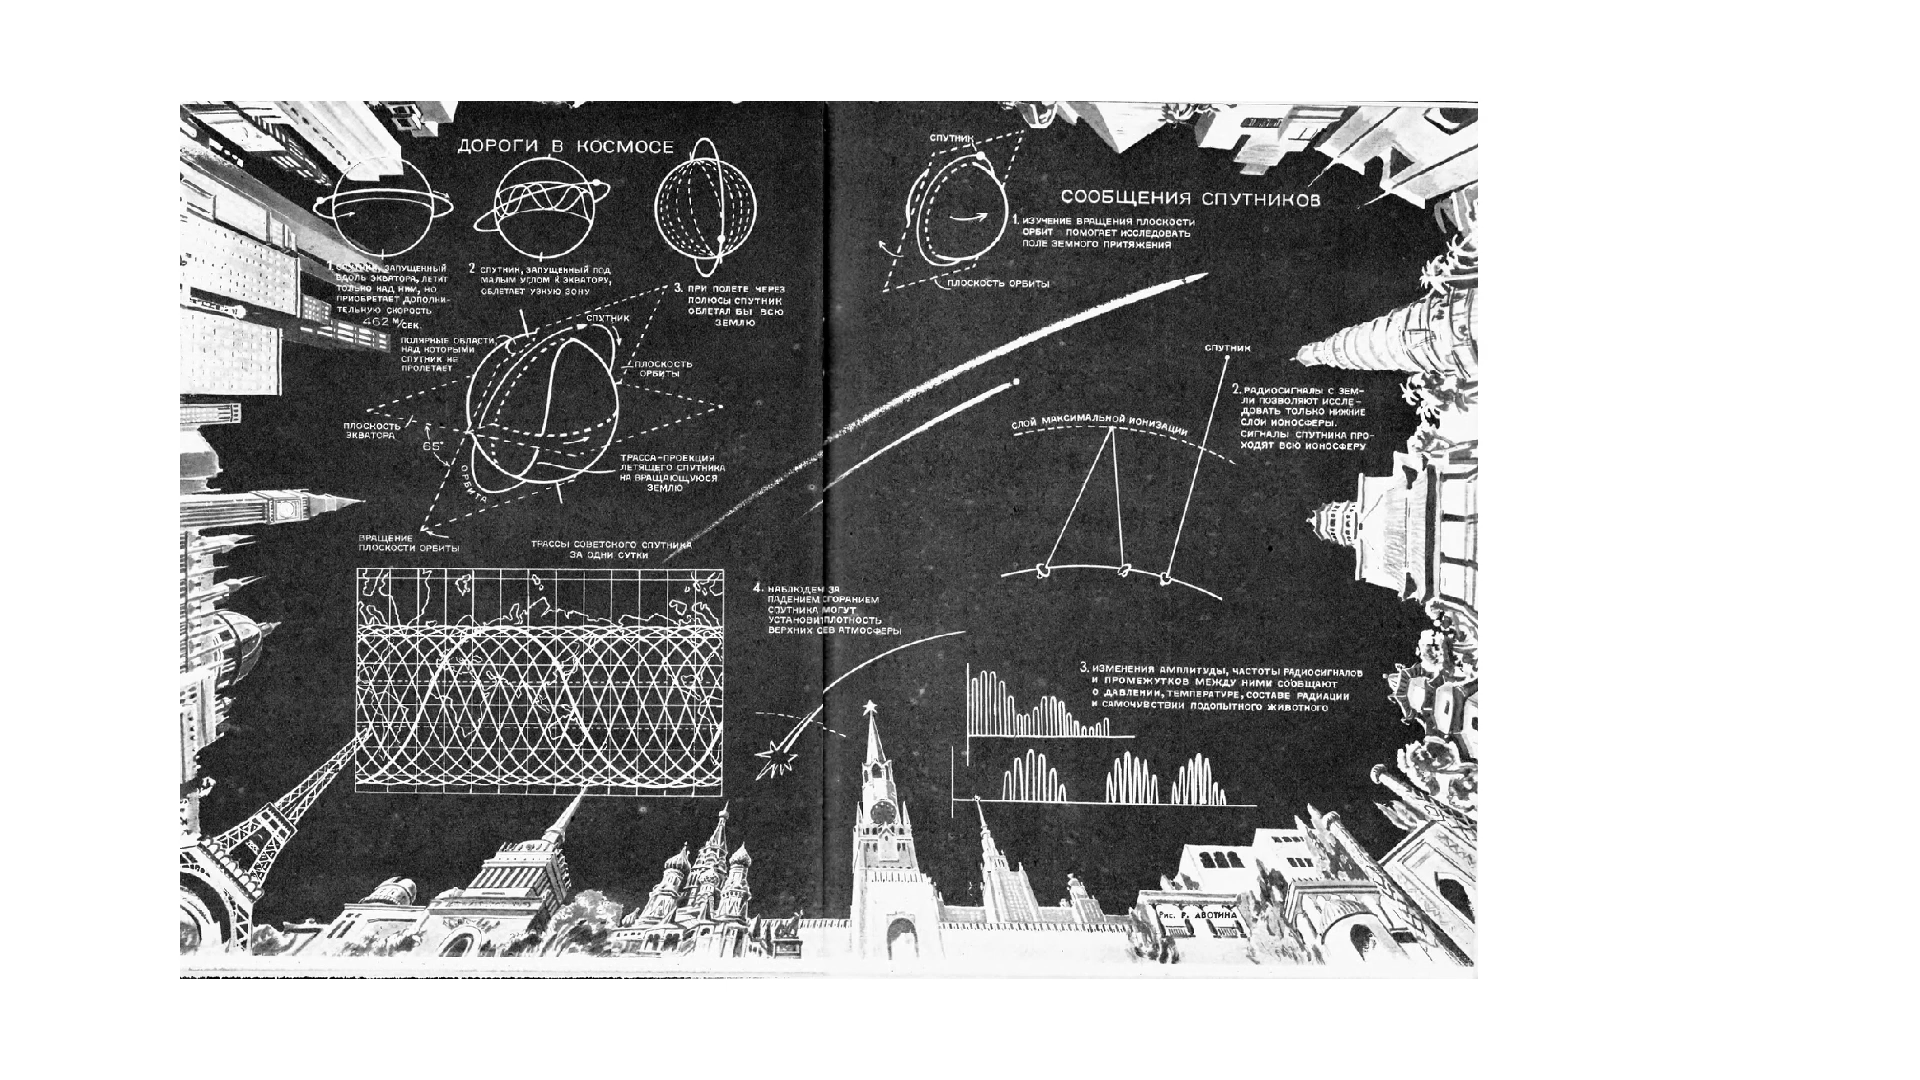 ДОРОГИ В КОСМОСЕ
1. ЗАПУЩЕННЫЙ
ВДОЛЬ ЭКВАТОРА, ЛЕТИТ
ТОЛЬКО НАД НИМ, НО
ПРИОБРЕТАЕТ ДОПОЛНИ-
ТЕЛЬНУЮ СКОРОСТЬ
462 М/СЕК.
2 СПУТНИК, ЗАПУЩЕННЫЙ ПОД
МАЛЫМ УГЛОМ К ЭКВАТОРУ,
ОБЛЕТАЕТ УЗКУЮ ЗОНУ
3. ПРИ ПОЛЕТЕ ЧЕРЕЗ
ПОЛЮСЫ СПУТНИК
ОБЛЕТАЛ БЫ ВСЮ
ЗЕМЛЮ
СПУТНИК
ПОЛЯРНЫЕ ОБЛАСТИ,
НАД КОТОРЫМИ
СПУТНИК НЕ
ПРОЛЕТАЕТ
ПЛОСКОСТЬ
ОРБИТЫ
ПЛОСКОСТЬ
ЭКВАТОРА
65°
ОРБИТА
ТРАССА-ПРОЕКЦИЯ
ЛЕТЯЩЕГО СПУТНИКА
НА ВРАЩАЮЩУЮСЯ
ЗЕМЛЮ
ВРАЩЕНИЕ
ПЛОСКОСТИ ОРБИТЫ
ТРАССЫ СОВЕТСКОГО СПУТНИКА
ЗА ОДНИ СУТКИ
СООБЩЕНИЯ СПУТНИКОВ
СПУТНИК
1. ИЗУЧЕНИЕ ВРАЩЕНИЯ ПЛОСКОСТИ
ОРБИТ ПОМОГАЕТ ИССЛЕДОВАТЬ
ПОЛЕ ЗЕМНОГО ПРИТЯЖЕНИЯ
ПЛОСКОСТЬ ОРБИТЫ
СПУТНИК
2. РАДИОСИГНАЛЫ С ЗЕМ-
ЛИ ПОЗВОЛЯЮТ ИССЛЕ-
ДОВАТЬ ТОЛЬКО НИЖНИЕ
СЛОИ ИОНОСФЕРЫ.
СИГНАЛЫ СПУТНИКА ПРО-
ХОДЯТ ВСЮ ИОНОСФЕРУ
СЛОЙ МАКСИМАЛЬНОЙ ИОНИЗАЦИИ
3. ИЗМЕНЕНИЯ АМПЛИТУДЫ, ЧАСТОТЫ РАДИОСИГНАЛОВ
И ПРОМЕЖУТКОВ МЕЖДУ НИМИ СООБЩАЮТ
О ДАВЛЕНИИ, ТЕМПЕРАТУРЕ, СОСТАВЕ РАДИАЦИИ
И САМОЧУВСТВИИ ПОДОПЫТНОГО ЖИВОТНОГО
4. НАБЛЮДЕН ЗА
ПАДЕНИЕМ СГОРАНИЕМ
СПУТНИКА МОГУТ
УСТАНОВИ ПЛОТНОСТЬ
ВЕРХНИХ ОЕВ АТМОСФЕРЫ
Рис. Р. АВОТИНА